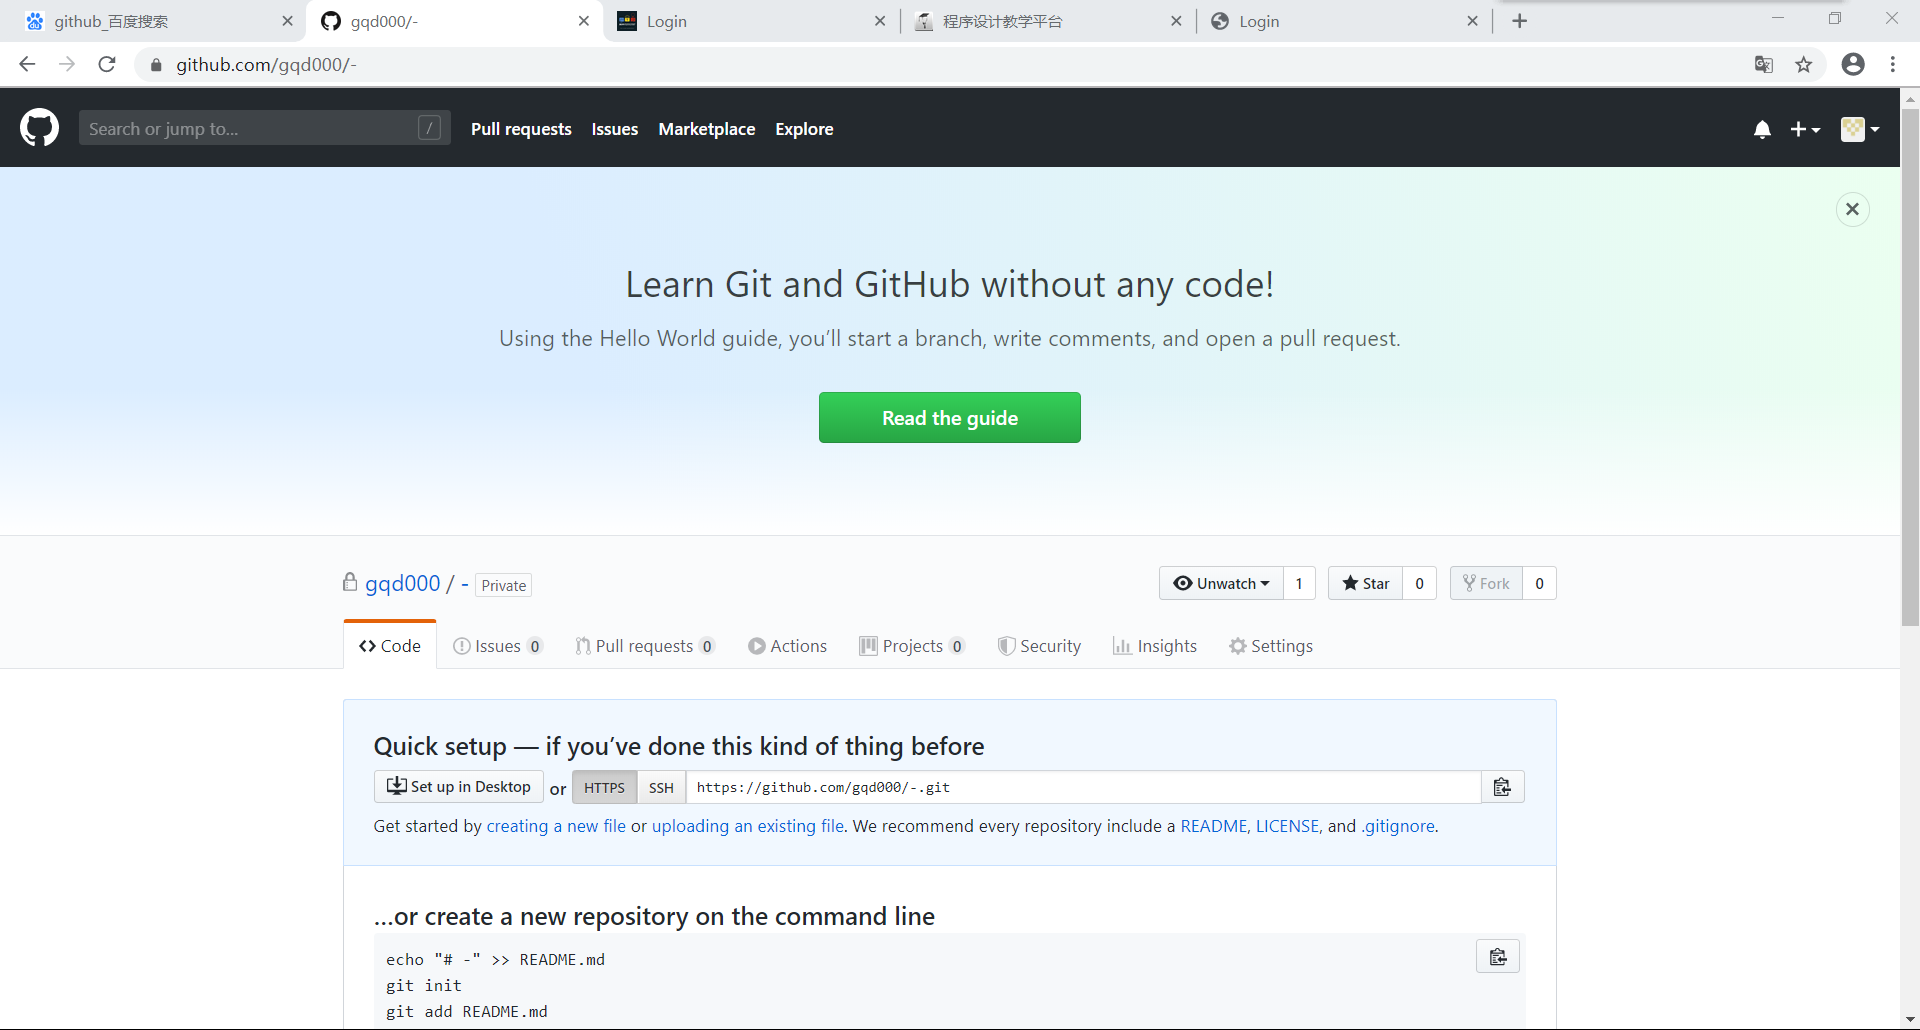 github_百度搜索
gqd000/-
Login
程序设计教学平台
Login
github.com/gqd000/-
Search or jump to...
/
Pull requests
Issues
Marketplace
Explore
Learn Git and GitHub without any code!
Using the Hello World guide, you’ll start a branch, write comments, and open a pull request.
Read the guide
gqd000 / - Private
Unwatch 1
Star 0
Fork 0
Code
Issues 0
Pull requests 0
Actions
Projects 0
Security
Insights
Settings
Quick setup — if you’ve done this kind of thing before
Set up in Desktop or HTTPS SSH https://github.com/gqd000/-.git
Get started by creating a new file or uploading an existing file. We recommend every repository include a README, LICENSE, and .gitignore.
…or create a new repository on the command line
echo "# -" >> README.md
git init
git add README.md